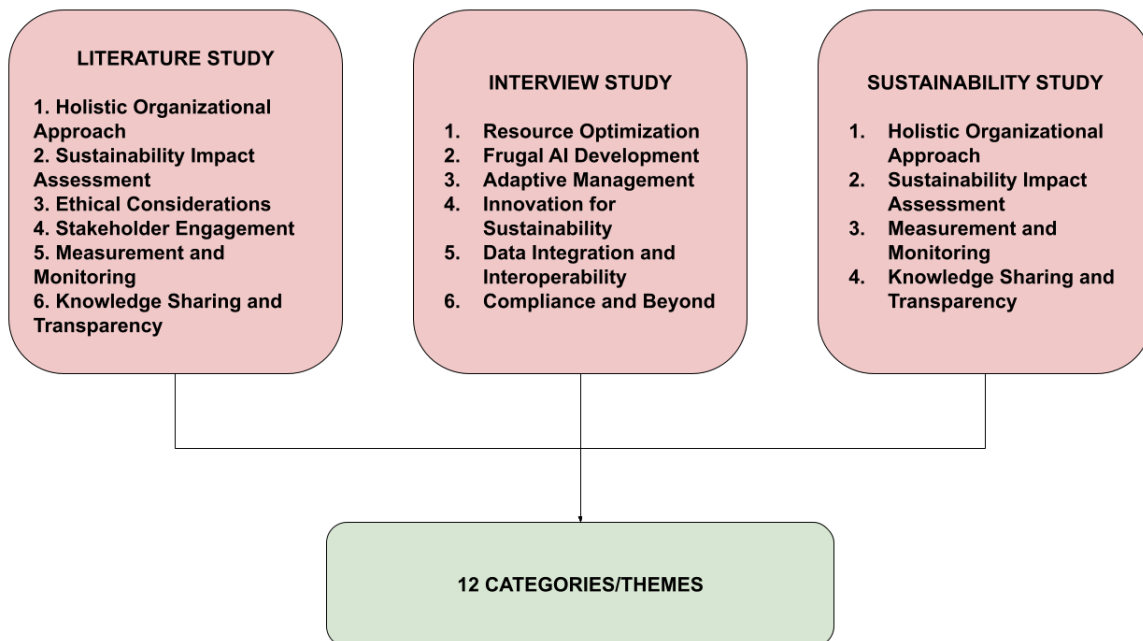 LITERATURE STUDY
1. Holistic Organizational
Approach
2. Sustainability Impact
Assessment
3. Ethical Considerations
4. Stakeholder Engagement
5. Measurement and
Monitoring
6. Knowledge Sharing and
Transparency
INTERVIEW STUDY
1. Resource Optimization
2. Frugal AI Development
3. Adaptive Management
4. Innovation for
Sustainability
5. Data Integration and
Interoperability
6. Compliance and Beyond
SUSTAINABILITY STUDY
1. Holistic Organizational
Approach
2. Sustainability Impact
Assessment
3. Measurement and
Monitoring
4. Knowledge Sharing and
Transparency
12 CATEGORIES/THEMES